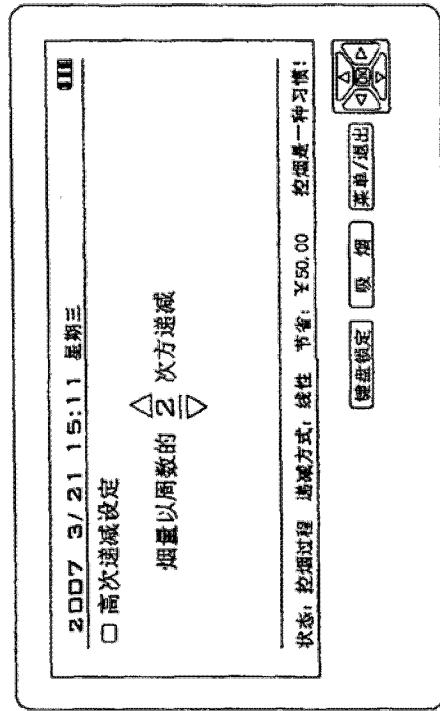 2007 3/21 15:11 星期三
高次递减设定
烟量以周数的 2 次方递减
状态: 控烟过程 递减方式: 线性 节省: ￥50.00 控烟是一种习惯!
键盘锁定 吸 烟 菜单/退出 OK